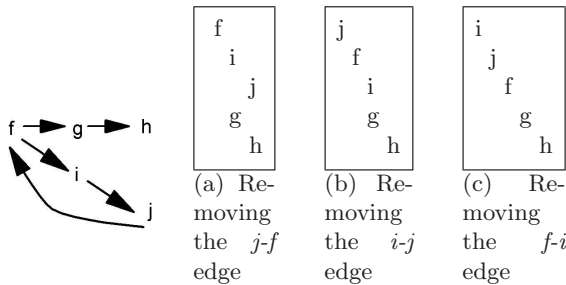 f g h
i
j
f
i
j
g
h
(a) Re-
moving
the j-f
edge
j
f
i
g
h
(b) Re-
moving
the i-j
edge
i
j
f
g
h
(c) Re-
moving
the f-i
edge